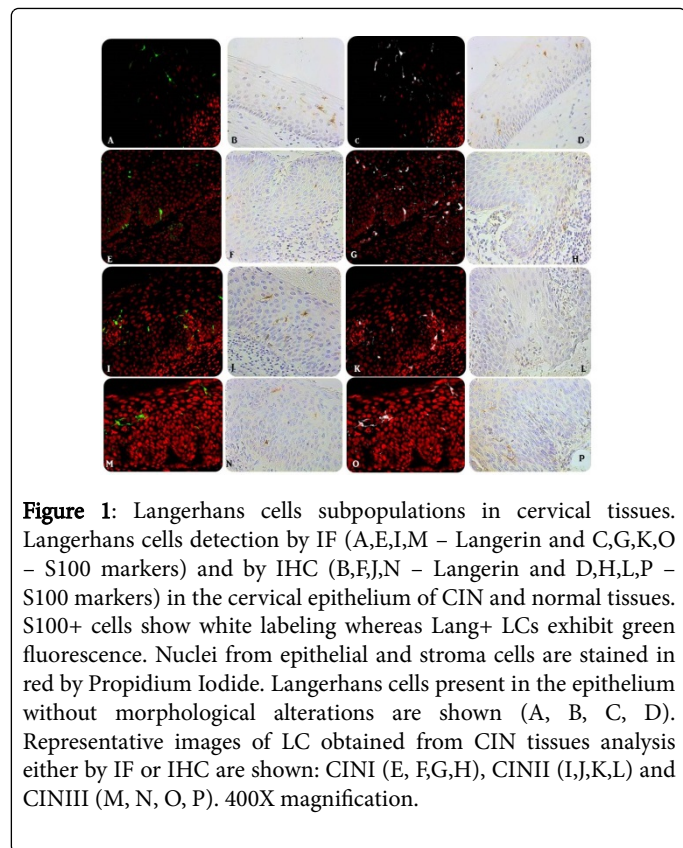 A B C D
E F G H
I J K L
M N O P
Figure 1: Langerhans cells subpopulations in cervical tissues.
Langerhans cells detection by IF (A,E,I,M – Langerin and C,G,K,O
– S100 markers) and by IHC (B,F,J,N – Langerin and D,H,L,P –
S100 markers) in the cervical epithelium of CIN and normal tissues.
S100+ cells show white labeling whereas Lang+ LCs exhibit green
fluorescence. Nuclei from epithelial and stroma cells are stained in
red by Propidium Iodide. Langerhans cells present in the epithelium
without morphological alterations are shown (A, B, C, D).
Representative images of LC obtained from CIN tissues analysis
either by IF or IHC are shown: CINI (E, F,G,H), CINII (I,J,K,L) and
CINIII (M, N, O, P). 400X magnification.